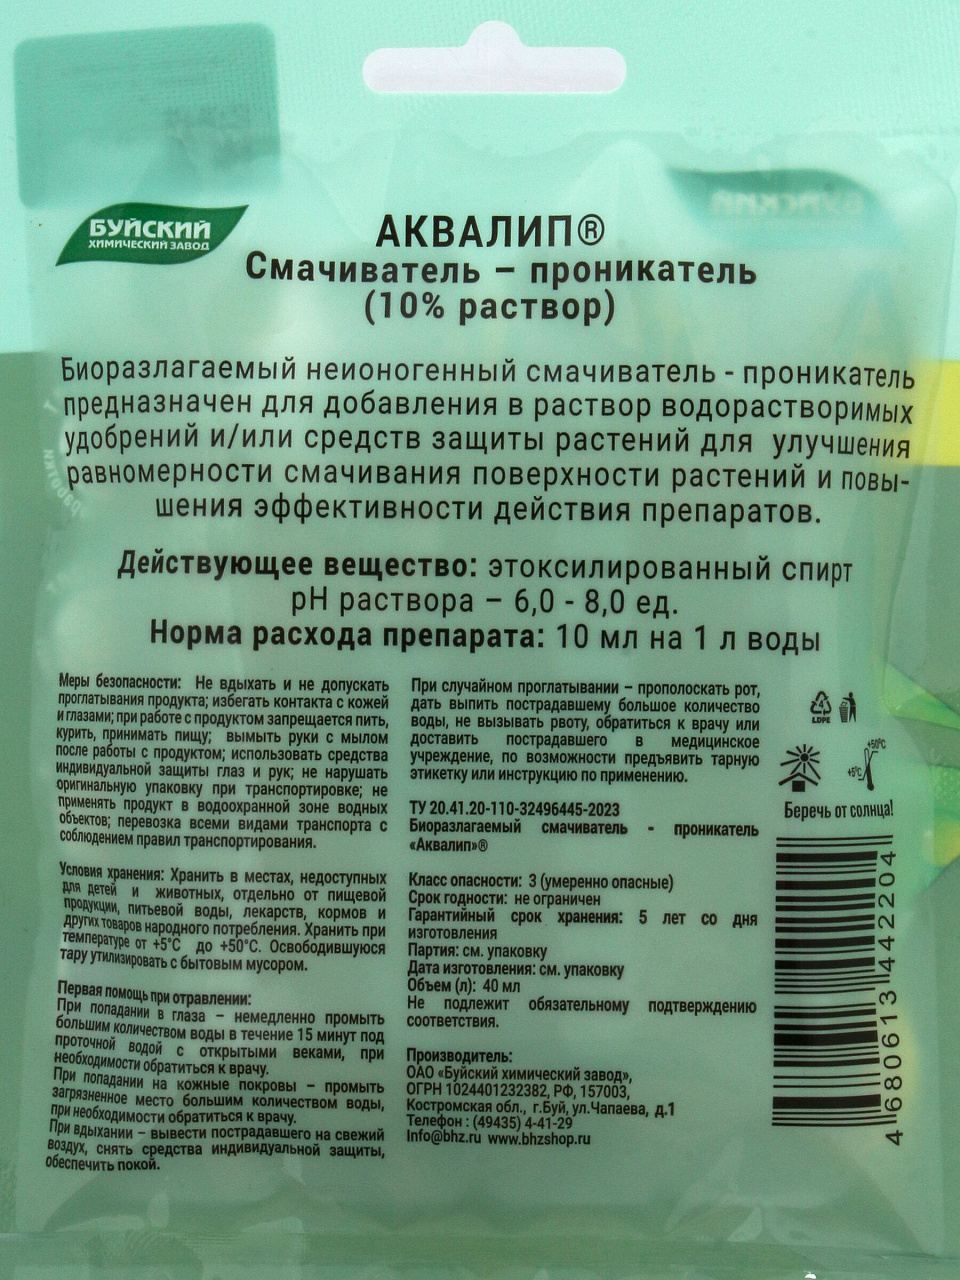 БУЙСКИЙ
ХИМИЧЕСКИЙ ЗАВОД
АКВАЛИП®
Смачиватель – проникатель
(10% раствор)
Биоразлагаемый неионогенный смачиватель - проникатель
предназначен для добавления в раствор водорастворимых
удобрений и/или средств защиты растений для улучшения
равномерности смачивания поверхности растений и повы-
шения эффективности действия препаратов.
Действующее вещество: этоксилированный спирт
pH раствора – 6,0 - 8,0 ед.
Норма расхода препарата: 10 мл на 1 л воды
Меры безопасности: Не вдыхать и не допускать
проглатывания продукта; избегать контакта с кожей
и глазами; при работе с продуктом запрещается пить,
курить, принимать пищу; вымыть руки с мылом
после работы с продуктом; использовать средства
индивидуальной защиты глаз и рук; не нарушать
оригинальную упаковку при транспортировке; не
применять продукт в водоохранной зоне водных
объектов; перевозка всеми видами транспорта с
соблюдением правил транспортирования.
Условия хранения: Хранить в местах, недоступных
для детей и животных, отдельно от пищевой
продукции, питьевой воды, лекарств, кормов и
других товаров народного потребления. Хранить при
температуре от +5°C до +50°C. Освободившуюся
тару утилизировать с бытовым мусором.
Первая помощь при отравлении:
При попадании в глаза – немедленно промыть
большим количеством воды в течение 15 минут под
проточной водой с открытыми веками, при
необходимости обратиться к врачу.
При попадании на кожные покровы – промыть
загрязненное место большим количеством воды,
при необходимости обратиться к врачу.
При вдыхании – вывести пострадавшего на свежий
воздух, снять средства индивидуальной защиты,
обеспечить покой.
При случайном проглатывании – прополоскать рот,
дать выпить пострадавшему большое количество
воды, не вызывать рвоту, обратиться к врачу или
доставить пострадавшего в медицинское
учреждение, по возможности предъявить тарную
этикетку или инструкцию по применению.
ТУ 20.41.20-110-32496445-2023
Биоразлагаемый смачиватель - проникатель
«Аквалип»®
Класс опасности: 3 (умеренно опасные)
Срок годности: не ограничен
Гарантийный срок хранения: 5 лет со дня
изготовления
Партия: см. упаковку
Дата изготовления: см. упаковку
Объем (л): 40 мл
Не подлежит обязательному подтверждению
соответствия.
Производитель:
ОАО «Буйский химический завод»,
ОГРН 1024401232382, РФ, 157003,
Костромская обл., г.Буй, ул.Чапаева, д.1
Телефон : (49435) 4-41-29
Info@bhz.ru www.bhzshop.ru
4
LDPE
+50°C
+5°C
Беречь от солнца!
4 680613 442204